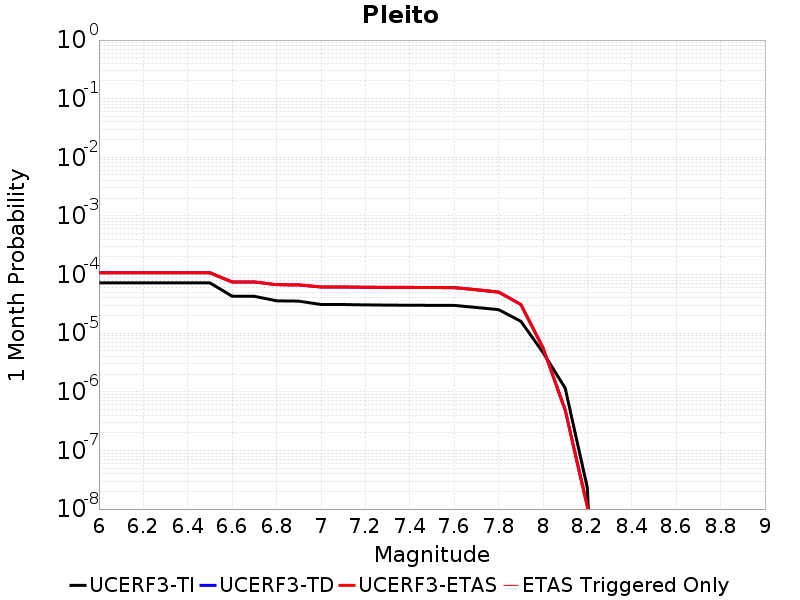 Pleito
10^0
10^-1
10^-2
10^-3
10^-4
10^-5
10^-6
10^-7
10^-8
1 Month Probability
6 6.2 6.4 6.6 6.8 7 7.2 7.4 7.6 7.8 8 8.2 8.4 8.6 8.8 9
Magnitude
UCERF3-TI UCERF3-TD UCERF3-ETAS ETAS Triggered Only